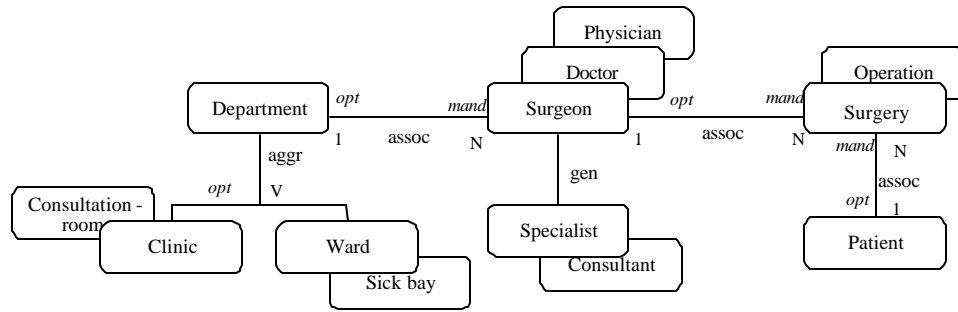 Physician
Doctor
Operation
Department
opt
mand
Surgeon
opt
mand
Surgery
1
assoc
N
1
assoc
N
mand
N
aggr
gen
assoc
opt
V
opt
1
Consultation -
room
Clinic
Ward
Specialist
Patient
Sick bay
Consultant